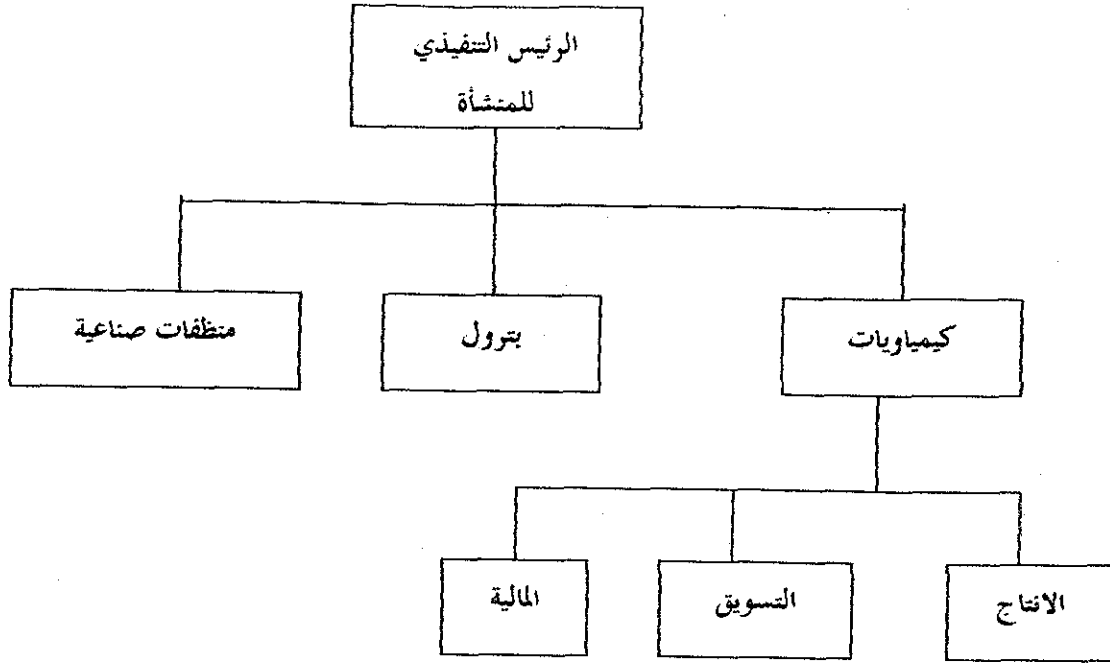 الرئيس التنفيذي
للمنشأة
كيمياويات
بترول
منظفات صناعية
الانتاج
التسويق
المالية